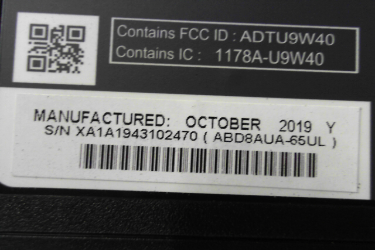 Contains FCC ID : ADTU9W40
Contains IC : 1178A-U9W40
MANUFACTURED: OCTOBER 2019 Y
S/N XA1A1943102470 ( ABD8AUA-65UL )